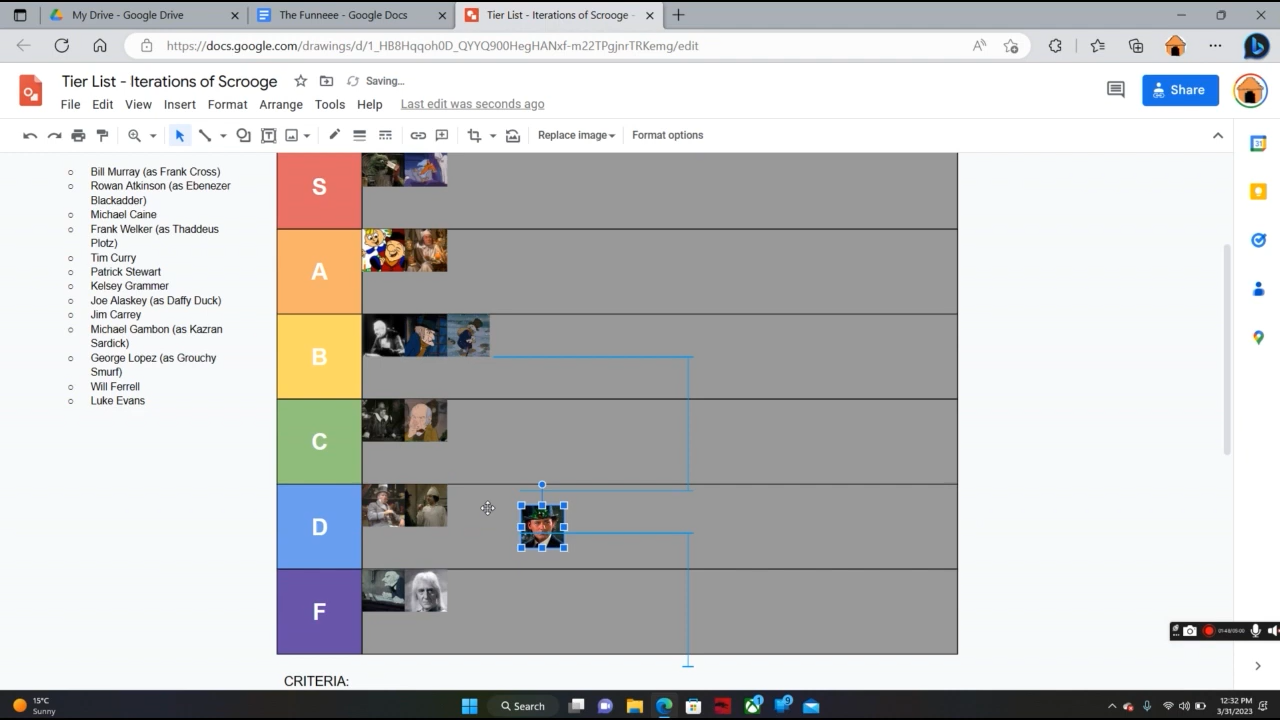 My Drive - Google Drive
The Funneee - Google Docs
Tier List - Iterations of Scrooge -
https://docs.google.com/drawings/d/1_HB8Hqqoh0D_QYYQ900HegHANxf-m22TPgjnrTRKemg/edit
Tier List - Iterations of Scrooge
Saving...
File Edit View Insert Format Arrange Tools Help Last edit was seconds ago
Share
Replace image
Format options
Bill Murray (as Frank Cross)
Rowan Atkinson (as Ebenezer
Blackadder)
Michael Caine
Frank Welker (as Thaddeus
Plotz)
Tim Curry
Patrick Stewart
Kelsey Grammer
Joe Alaskey (as Daffy Duck)
Jim Carrey
Michael Gambon (as Kazran
Sardick)
George Lopez (as Grouchy
Smurf)
Will Ferrell
Luke Evans
S
A
B
C
D
F
CRITERIA:
31
15°C
Sunny
Search
1
9
12:32 PM
3/31/2023